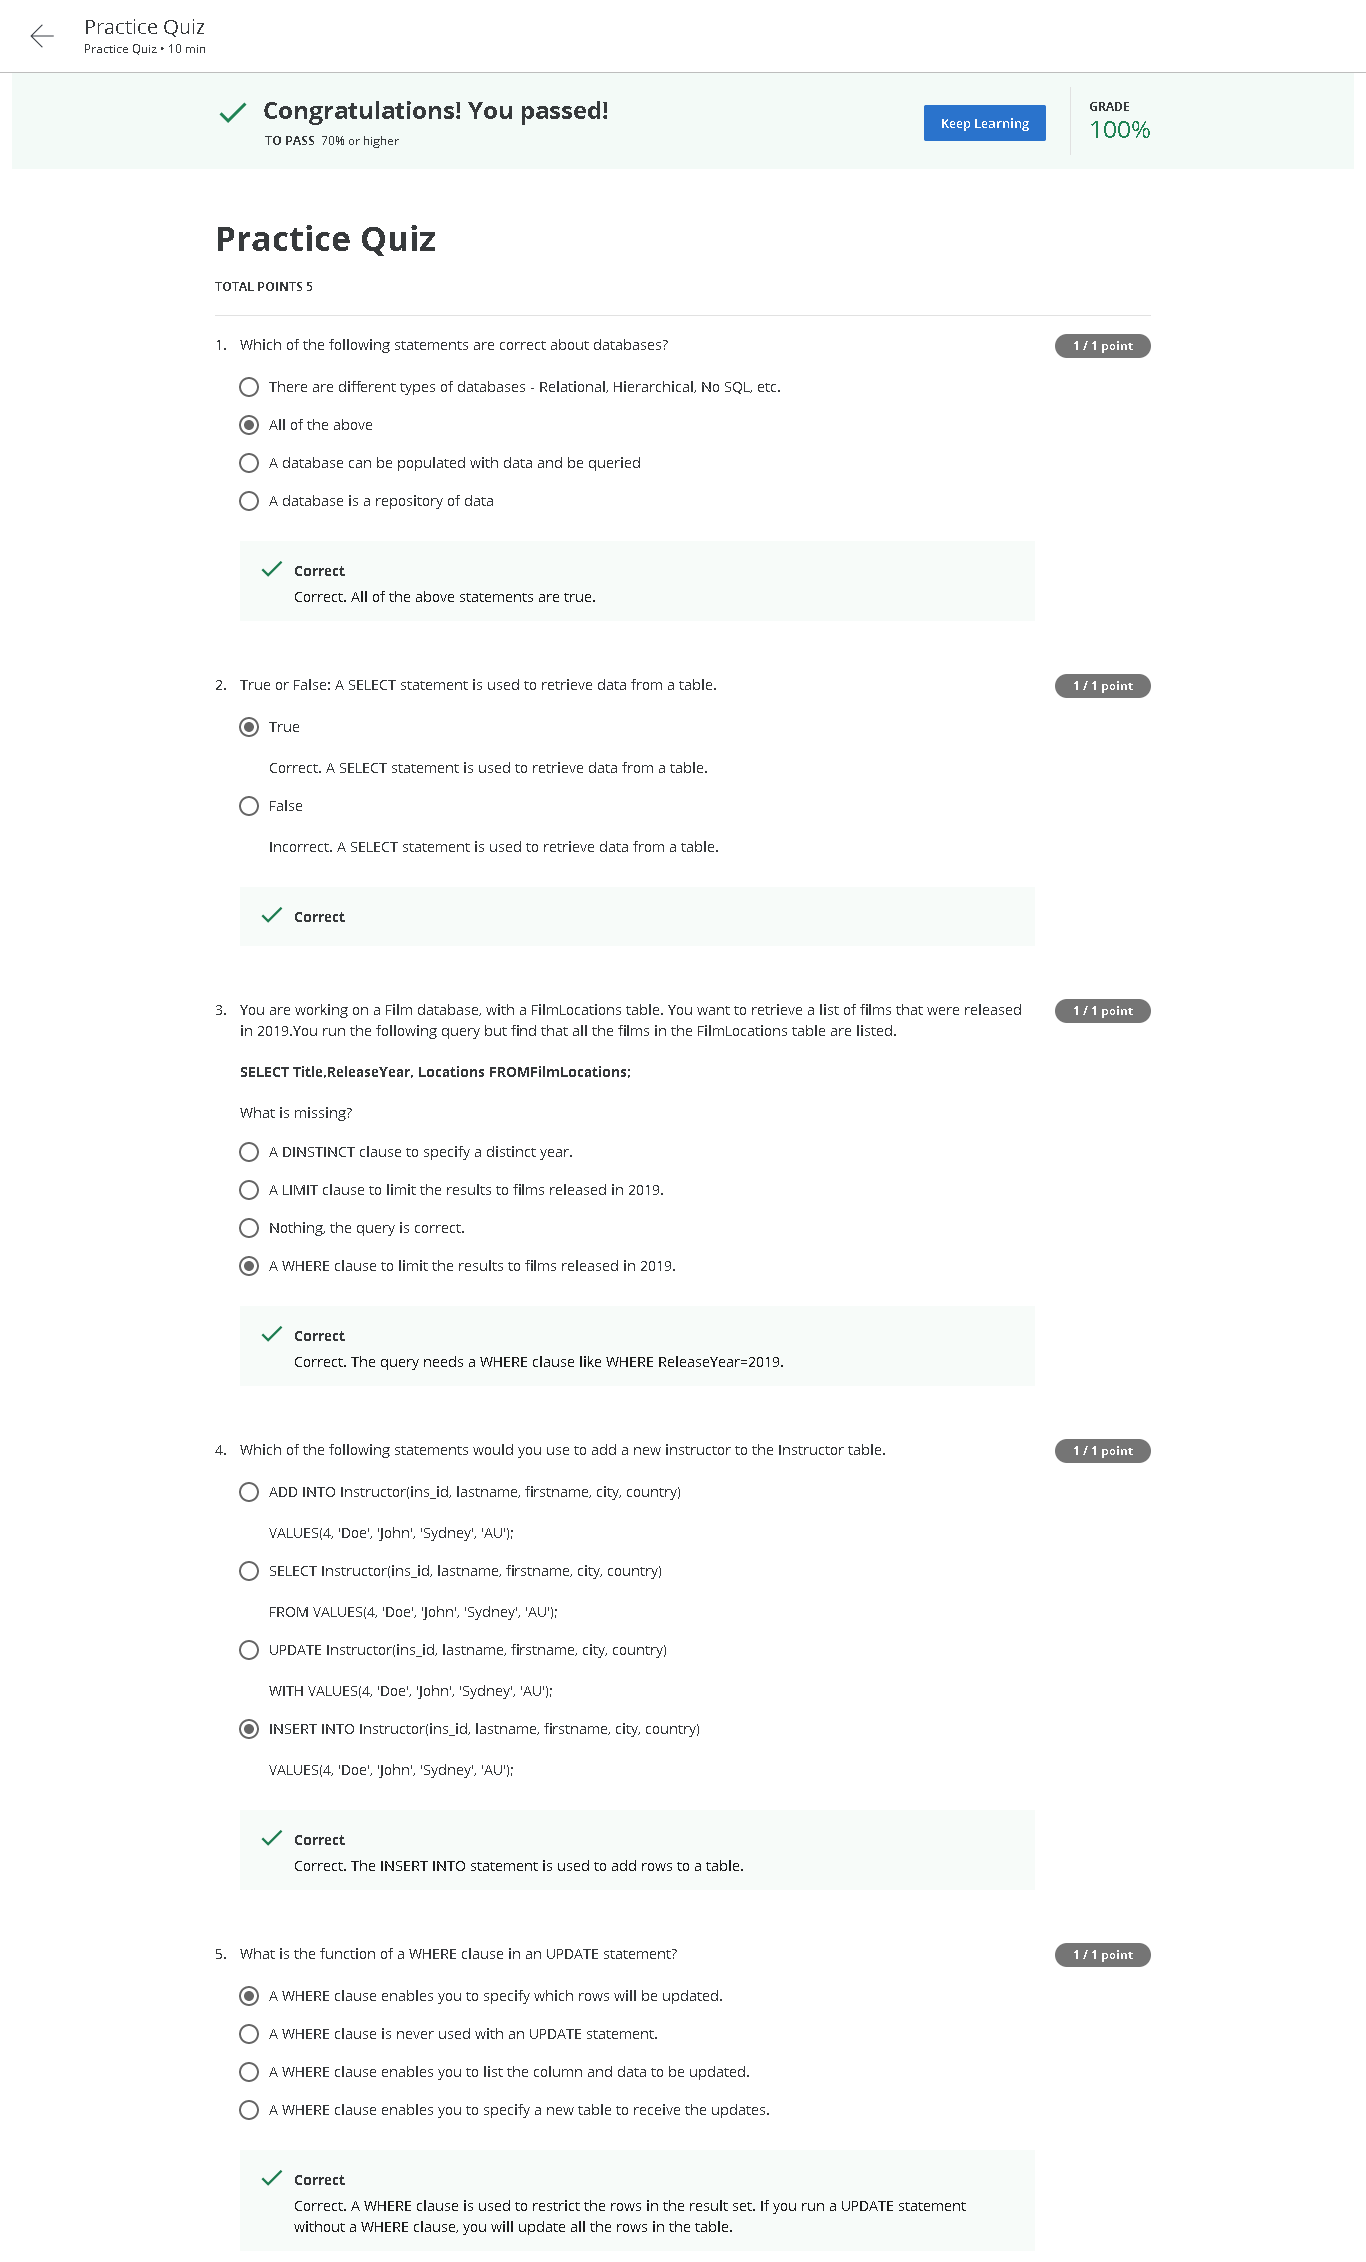 Practice Quiz
Practice Quiz • 10 min
Congratulations! You passed!
TO PASS 70% or higher
Keep Learning
GRADE
100%
Practice Quiz
TOTAL POINTS 5
1. Which of the following statements are correct about databases?
1 / 1 point
There are different types of databases - Relational, Hierarchical, No SQL, etc.
All of the above
A database can be populated with data and be queried
A database is a repository of data
Correct
Correct. All of the above statements are true.
2. True or False: A SELECT statement is used to retrieve data from a table.
1 / 1 point
True
Correct. A SELECT statement is used to retrieve data from a table.
False
Incorrect. A SELECT statement is used to retrieve data from a table.
Correct
3. You are working on a Film database, with a FilmLocations table. You want to retrieve a list of films that were released
in 2019.You run the following query but find that all the films in the FilmLocations table are listed.
1 / 1 point
SELECT Title,ReleaseYear, Locations FROMFilmLocations;
What is missing?
A DINSTINCT clause to specify a distinct year.
A LIMIT clause to limit the results to films released in 2019.
Nothing, the query is correct.
A WHERE clause to limit the results to films released in 2019.
Correct
Correct. The query needs a WHERE clause like WHERE ReleaseYear=2019.
4. Which of the following statements would you use to add a new instructor to the Instructor table.
1 / 1 point
ADD INTO Instructor(ins_id, lastname, firstname, city, country)
VALUES(4, 'Doe', 'John', 'Sydney', 'AU');
SELECT Instructor(ins_id, lastname, firstname, city, country)
FROM VALUES(4, 'Doe', 'John', 'Sydney', 'AU');
UPDATE Instructor(ins_id, lastname, firstname, city, country)
WITH VALUES(4, 'Doe', 'John', 'Sydney', 'AU');
INSERT INTO Instructor(ins_id, lastname, firstname, city, country)
VALUES(4, 'Doe', 'John', 'Sydney', 'AU');
Correct
Correct. The INSERT INTO statement is used to add rows to a table.
5. What is the function of a WHERE clause in an UPDATE statement?
1 / 1 point
A WHERE clause enables you to specify which rows will be updated.
A WHERE clause is never used with an UPDATE statement.
A WHERE clause enables you to list the column and data to be updated.
A WHERE clause enables you to specify a new table to receive the updates.
Correct
Correct. A WHERE clause is used to restrict the rows in the result set. If you run a UPDATE statement
without a WHERE clause, you will update all the rows in the table.